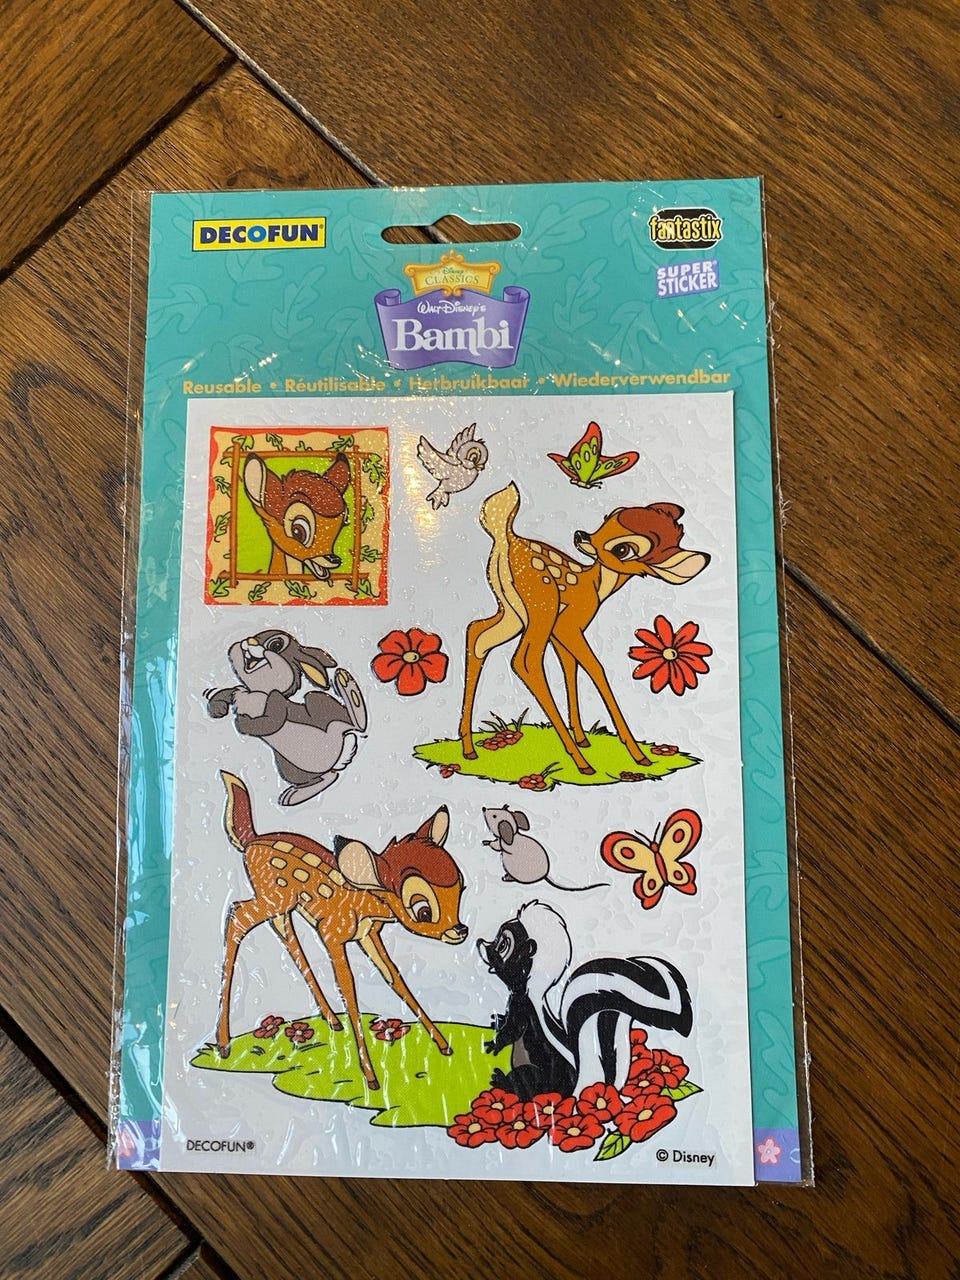 DECOFUN®
fantastix
SUPER®
STICKER
Disney
CLASSICS
Walt Disney's
Bambi
Reusable • Réutilisable • Herbruikbaar • Wiederverwendbar
DECOFUN®
© Disney